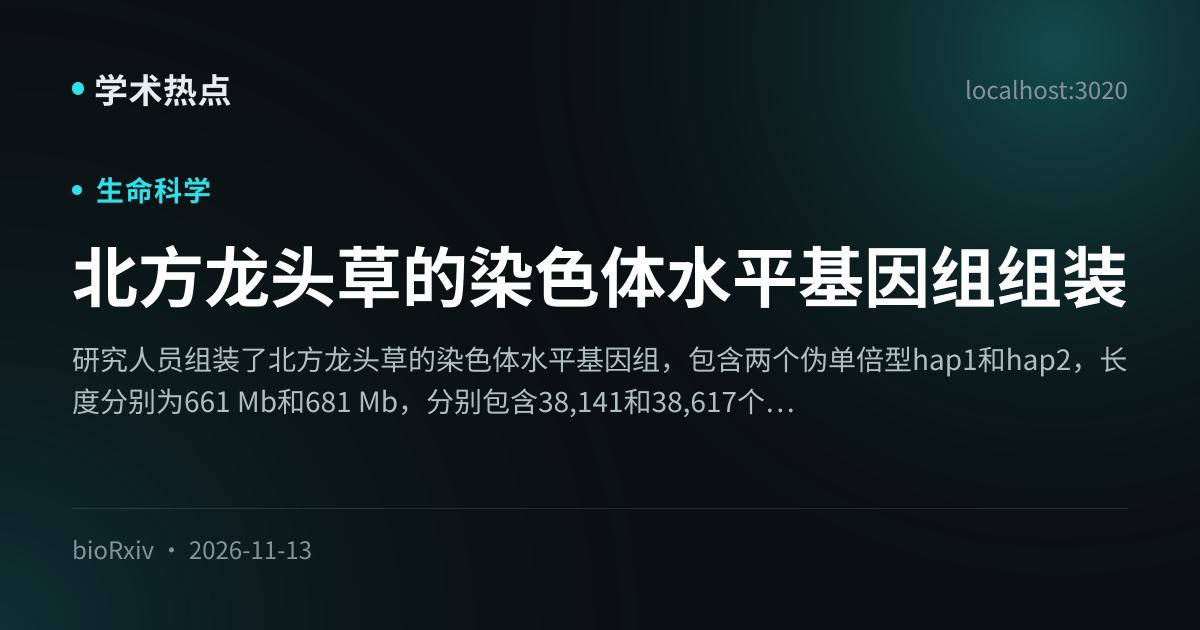 学术热点
localhost:3020
生命科学
北方龙头草的染色体水平基因组组装
研究人员组装了北方龙头草的染色体水平基因组，包含两个伪单倍型hap1和hap2，长
度分别为661 Mb和681 Mb，分别包含38,141和38,617个…
bioRxiv · 2026-11-13